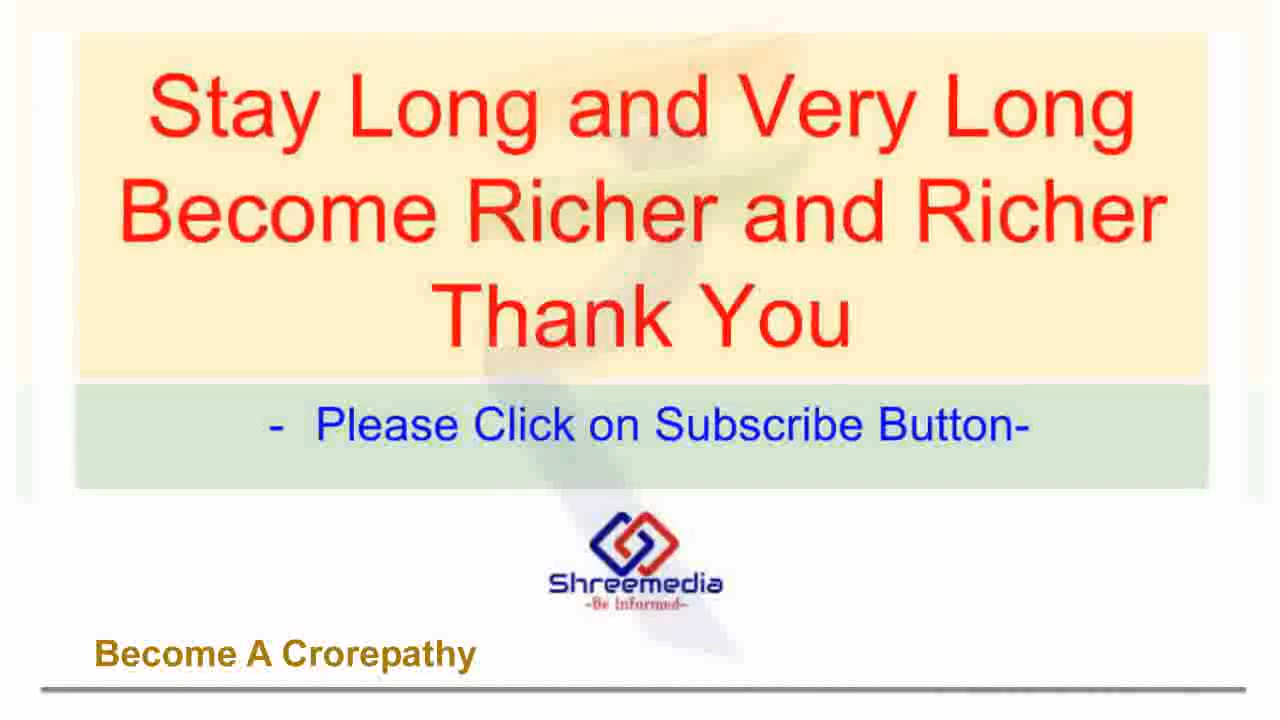 Stay Long and Very Long
Become Richer and Richer
Thank You
- Please Click on Subscribe Button-
Shreemedia
-Be Informed-
Become A Crorepathy